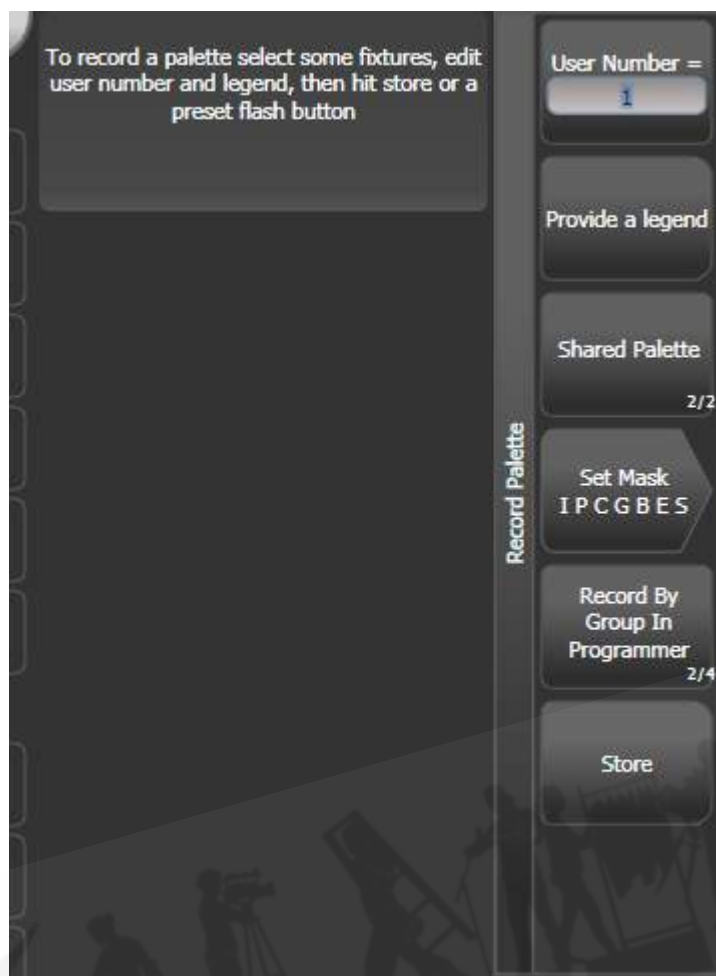 To record a palette select some fixtures, edit
user number and legend, then hit store or a
preset flash button
User Number =
1
Provide a legend
Shared Palette
2/2
Record Palette
Set Mask
I P C G B E S
Record By
Group In
Programmer
2/4
Store